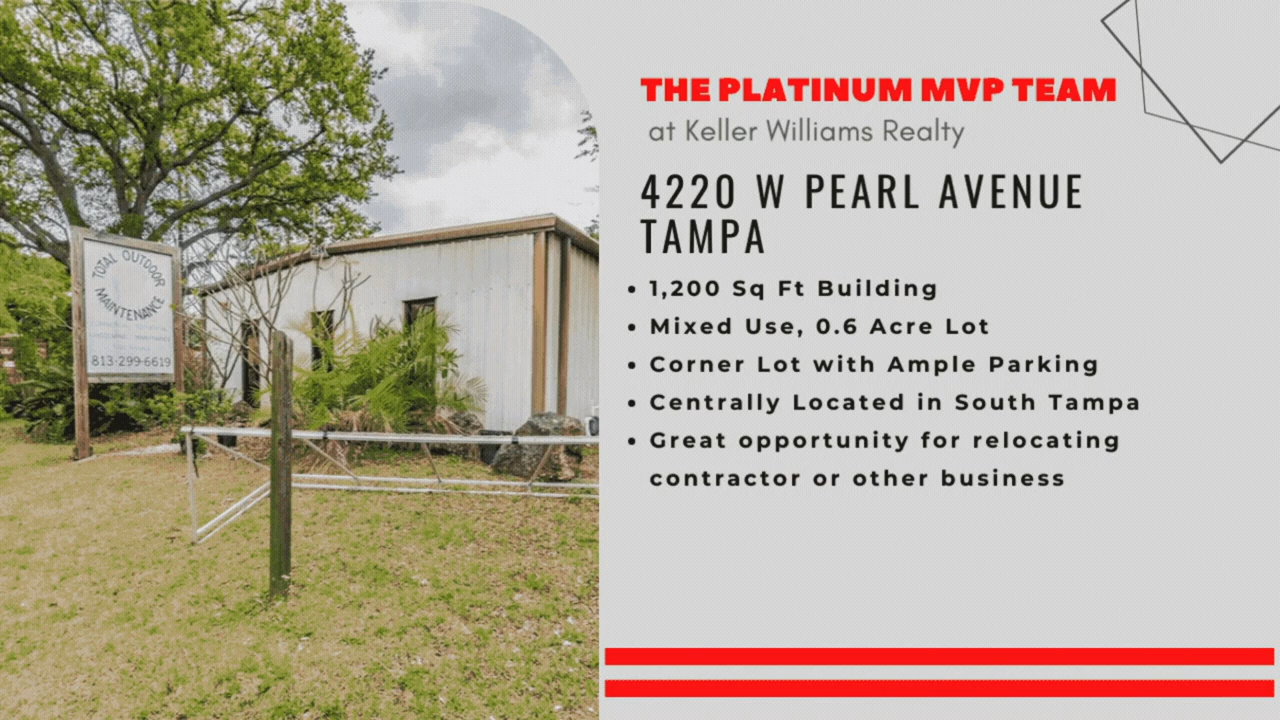 TOTAL OUTDOOR
MAINTENANCE
813-299-6619
THE PLATINUM MVP TEAM
at Keller Williams Realty
4220 W PEARL AVENUE
TAMPA
• 1,200 Sq Ft Building
• Mixed Use, 0.6 Acre Lot
• Corner Lot with Ample Parking
• Centrally Located in South Tampa
• Great opportunity for relocating
contractor or other business